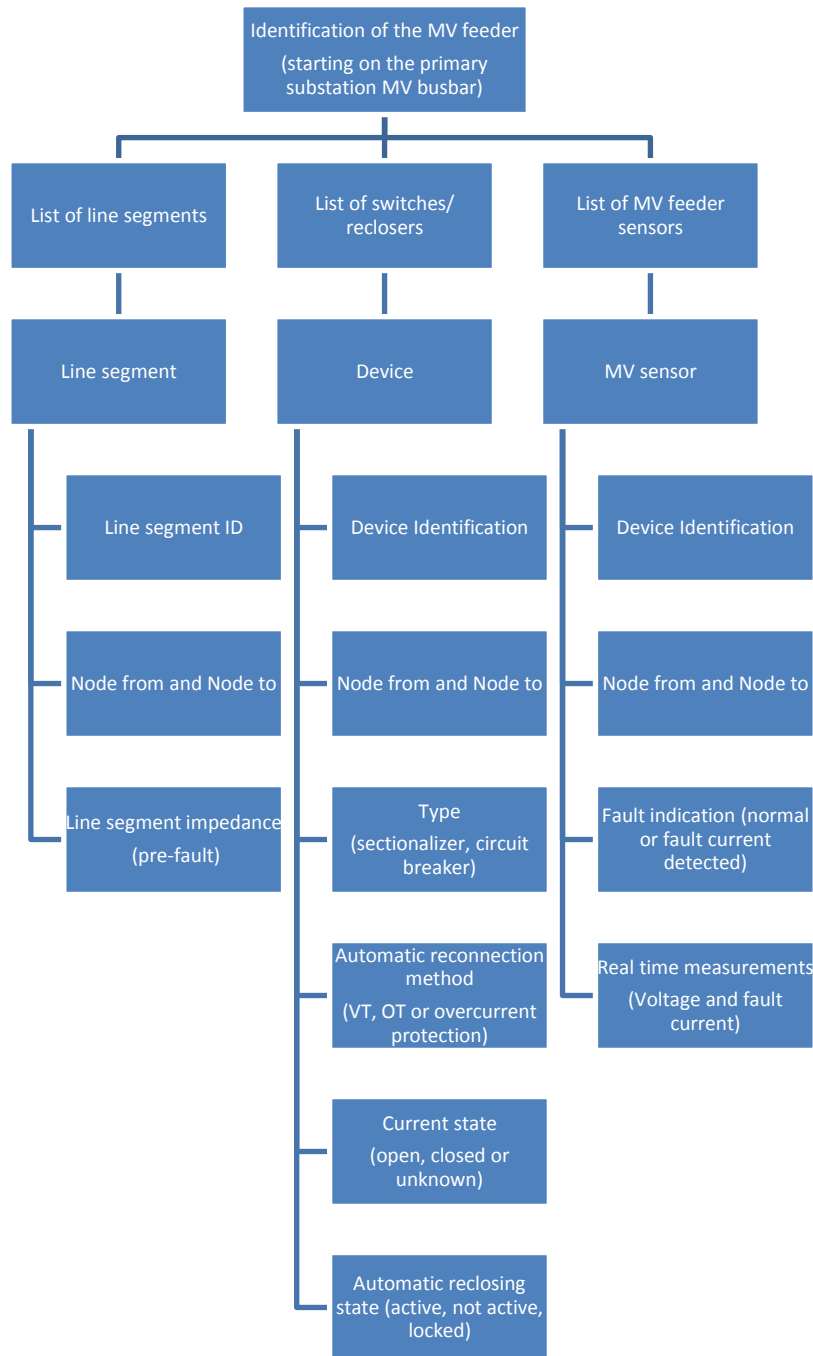 Identification of the MV feeder
(starting on the primary
substation MV busbar)
List of line segments
List of switches/
reclosers
List of MV feeder
sensors
Line segment
Device
MV sensor
Line segment ID
Device Identification
Device Identification
Node from and Node to
Node from and Node to
Node from and Node to
Line segment impedance
(pre-fault)
Type
(sectionalizer, circuit
breaker)
Fault indication (normal
or fault current
detected)
Automatic reconnection
method
(VT, OT or overcurrent
protection)
Real time measurements
(Voltage and fault
current)
Current state
(open, closed or
unknown)
Automatic reclosing
state (active, not active,
locked)